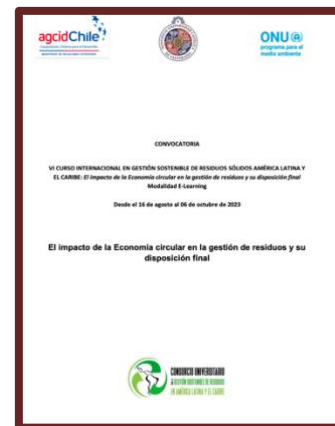 agcidChile
ONU
programa para el
medio ambiente
CONVOCATORIA
VI CURSO INTERNACIONAL EN GESTIÓN SOSTENIBLE DE RESIDUOS SÓLIDOS AMÉRICA LATINA Y
EL CARIBE: El impacto de la Economía circular en la gestión de residuos y su disposición final
Modalidad E-Learning
Desde el 16 de agosto al 06 de octubre de 2023
El impacto de la Economía circular en la gestión de residuos y su
disposición final
CONSORCIO UNIVERSITARIO
GESTIÓN SOSTENIBLE DE RESIDUOS
EN AMÉRICA LATINA Y EL CARIBE